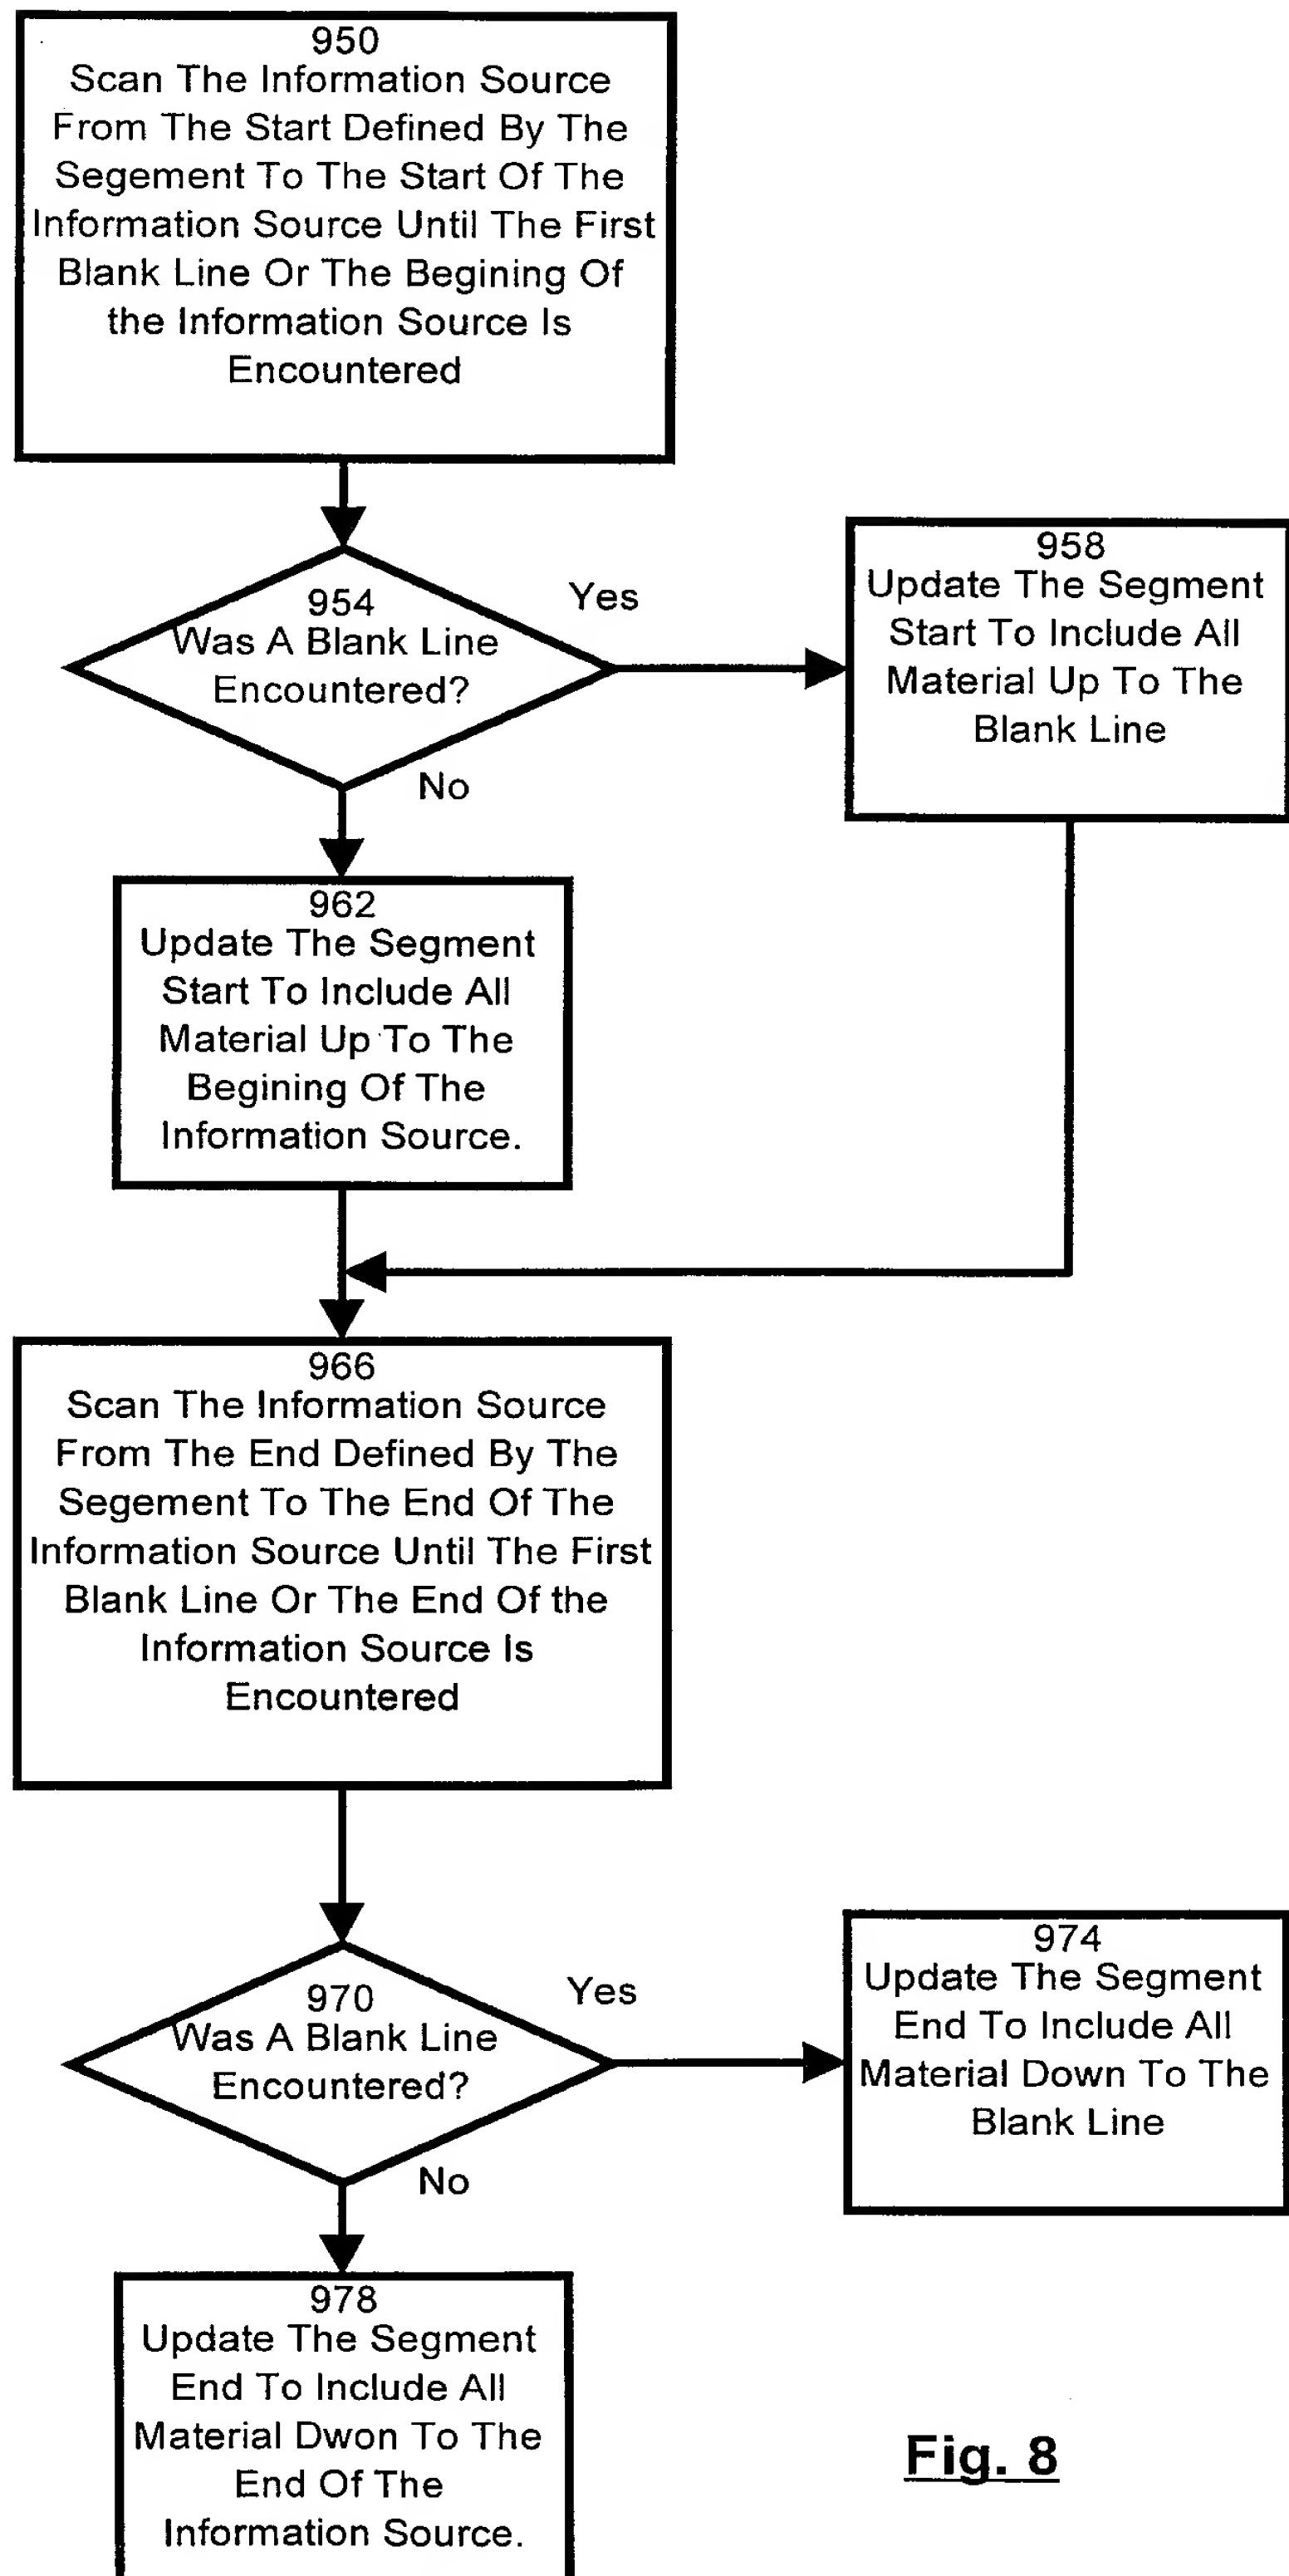 950
Scan The Information Source
From The Start Defined By The
Segement To The Start Of The
Information Source Until The First
Blank Line Or The Begining Of
the Information Source Is
Encountered
954
Was A Blank Line
Encountered?
Yes
No
958
Update The Segment
Start To Include All
Material Up To The
Blank Line
962
Update The Segment
Start To Include All
Material Up To The
Begining Of The
Information Source.
966
Scan The Information Source
From The End Defined By The
Segement To The End Of The
Information Source Until The First
Blank Line Or The End Of the
Information Source Is
Encountered
970
Was A Blank Line
Encountered?
Yes
No
974
Update The Segment
End To Include All
Material Down To The
Blank Line
978
Update The Segment
End To Include All
Material Dwon To The
End Of The
Information Source.
Fig. 8